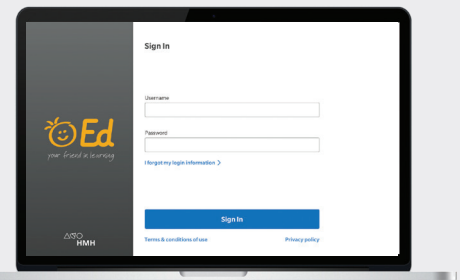 Sign In
Username
Password
I forgot my login information >
Ed
your friend in learning
Sign In
HMH
Terms & conditions of use
Privacy policy